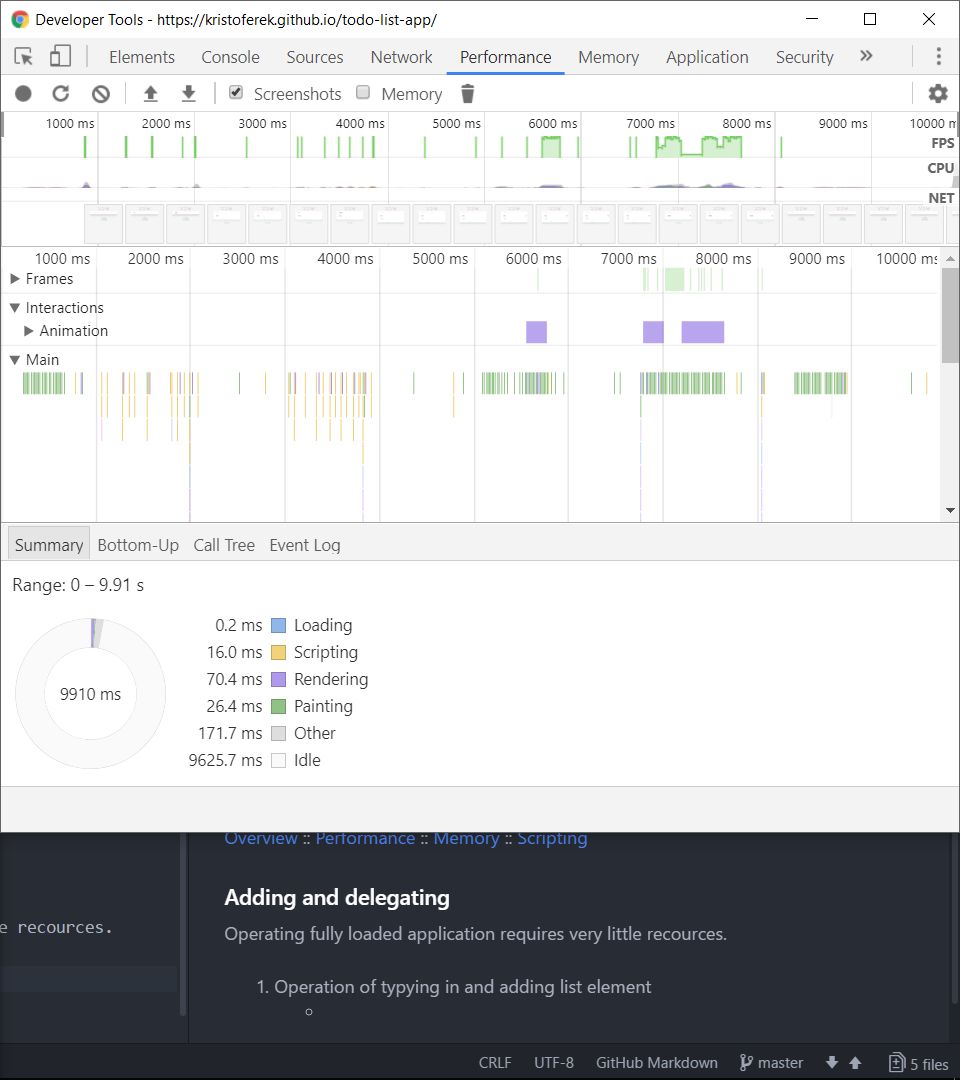 Developer Tools - https://kristoferek.github.io/todo-list-app/
Elements Console Sources Network Performance Memory Application Security »
Screenshots Memory
1000 ms 2000 ms 3000 ms 4000 ms 5000 ms 6000 ms 7000 ms 8000 ms 9000 ms 10000 m
FPS
CPU
NET
1000 ms 2000 ms 3000 ms 4000 ms 5000 ms 6000 ms 7000 ms 8000 ms 9000 ms 10000 ms
Frames
Interactions
Animation
Main
Summary Bottom-Up Call Tree Event Log
Range: 0 – 9.91 s
9910 ms
0.2 ms Loading
16.0 ms Scripting
70.4 ms Rendering
26.4 ms Painting
171.7 ms Other
9625.7 ms Idle
Overview :: Performance :: Memory :: Scripting
Adding and delegating
e recources.
Operating fully loaded application requires very little recources.
1. Operation of typying in and adding list element
CRLF UTF-8 GitHub Markdown master 5 files